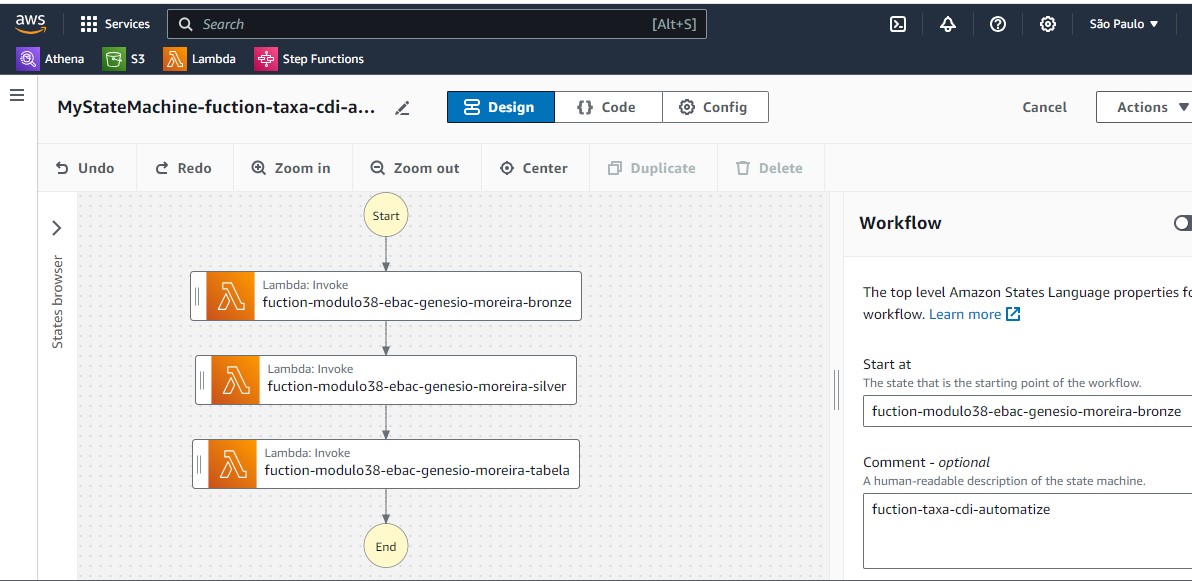 aws Services Search [Alt+S] São Paulo
Athena S3 Lambda Step Functions
MyStateMachine-fuction-taxa-cdi-a... Design {} Code Config Cancel Actions
Undo Redo Zoom in Zoom out Center Duplicate Delete
States browser
Start
Lambda: Invoke
fuction-modulo38-ebac-genesio-moreira-bronze
Lambda: Invoke
fuction-modulo38-ebac-genesio-moreira-silver
Lambda: Invoke
fuction-modulo38-ebac-genesio-moreira-tabela
End
Workflow
The top level Amazon States Language properties fo
workflow. Learn more
Start at
The state that is the starting point of the workflow.
fuction-modulo38-ebac-genesio-moreira-bronze
Comment - optional
A human-readable description of the state machine.
fuction-taxa-cdi-automatize